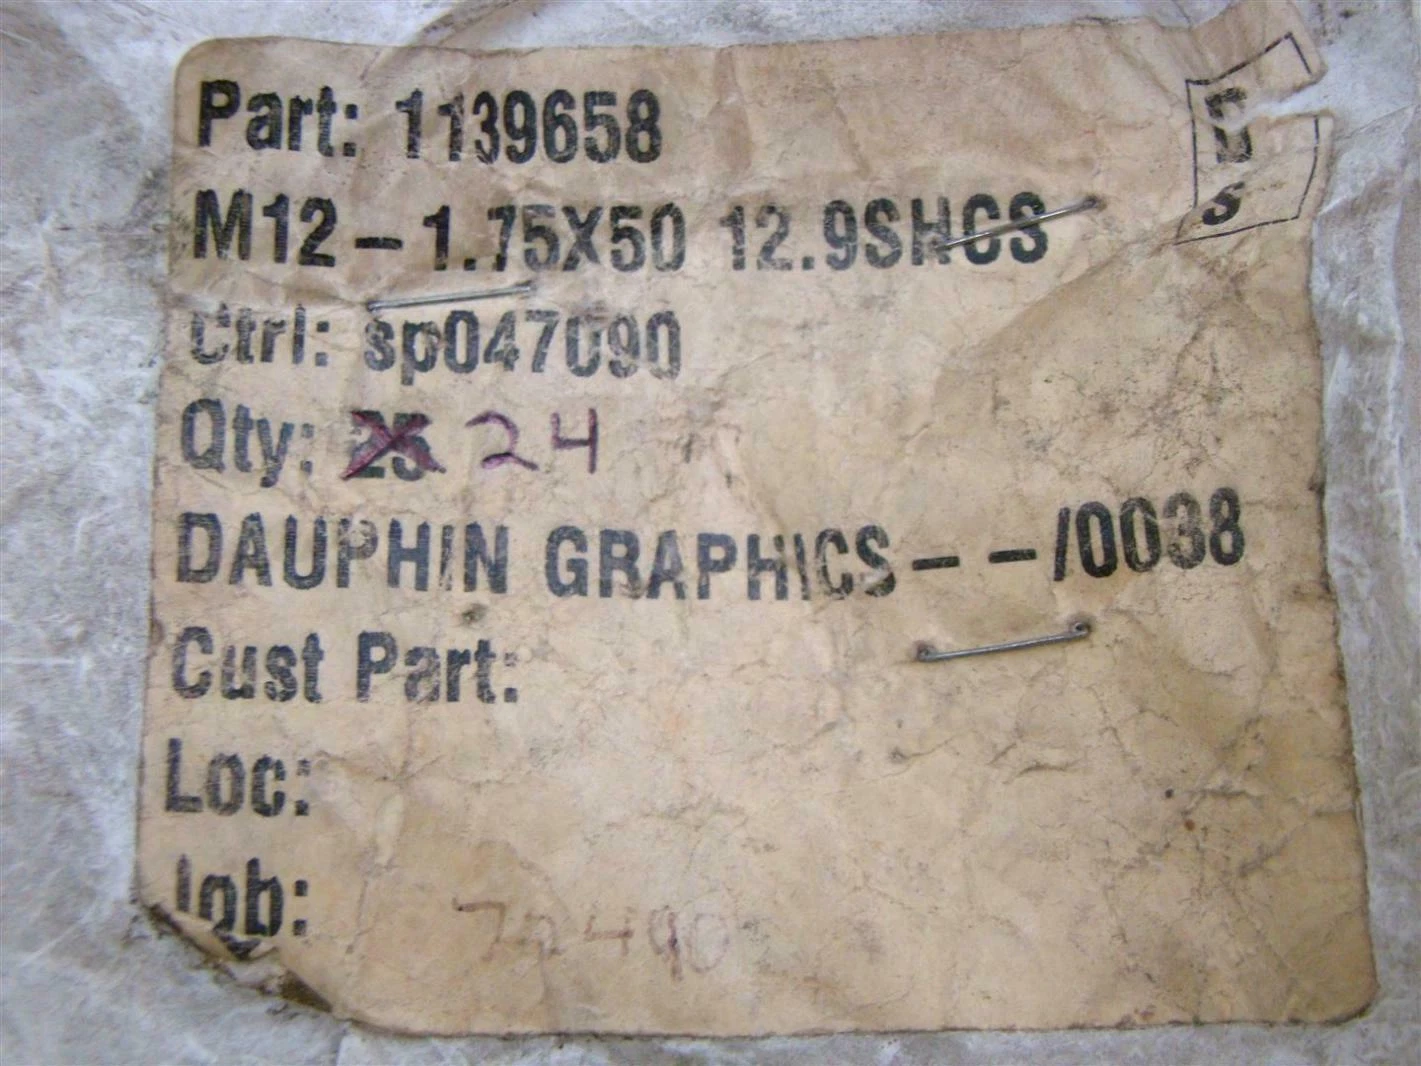 Part: 1139658
M12-1.75X50 12.9SHCS
Ctrl: sp047090
Qty: 25 24
DAUPHIN GRAPHICS--/0038
Cust Part:
Loc:
Job: